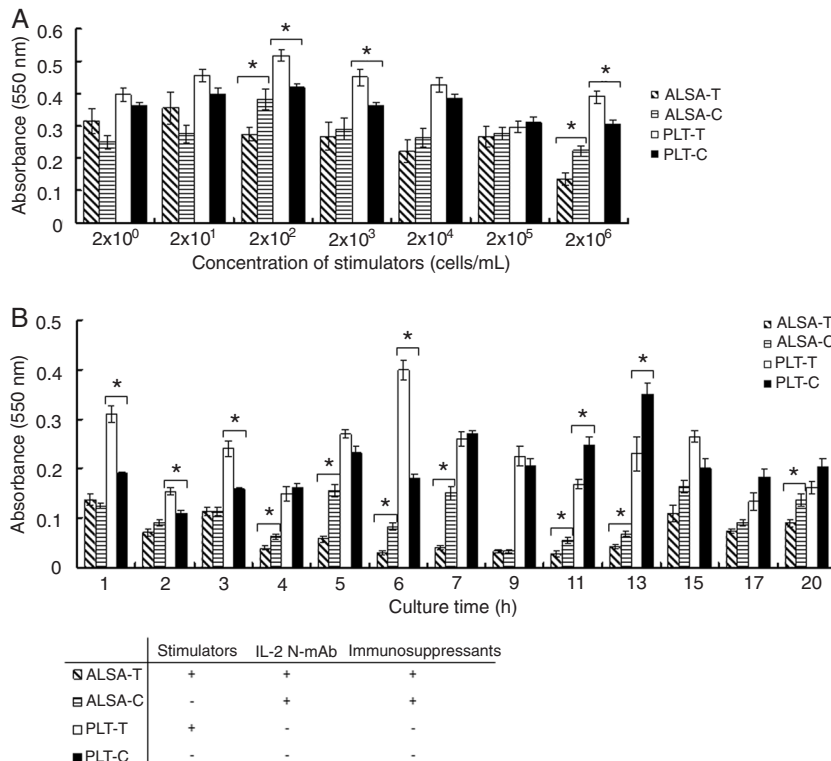 A
Absorbance (550 nm)
0.6
0.5
0.4
0.3
0.2
0.1
0
* * * * *
2x10⁰ 2x10¹ 2x10² 2x10³ 2x10⁴ 2x10⁵ 2x10⁶
Concentration of stimulators (cells/mL)
ALSA-T
ALSA-C
PLT-T
PLT-C
B
Absorbance (550 nm)
0.5
0.4
0.3
0.2
0.1
0
* * * * * * * * * * * * *
1 2 3 4 5 6 7 9 11 13 15 17 20
Culture time (h)
ALSA-T
ALSA-C
PLT-T
PLT-C
Stimulators IL-2 N-mAb Immunosuppressants
ALSA-T + + +
ALSA-C - + +
PLT-T + - -
PLT-C - - -